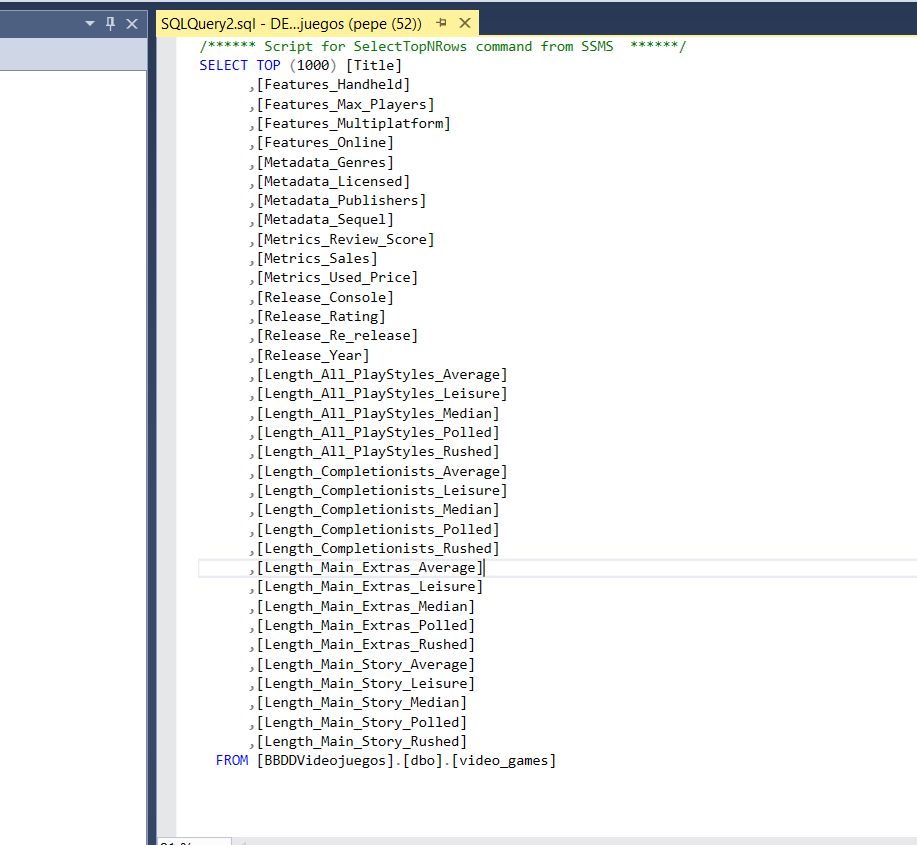 SQLQuery2.sql - DE...juegos (pepe (52))
/****** Script for SelectTopNRows command from SSMS  ******/
SELECT TOP (1000) [Title]
      ,[Features_Handheld]
      ,[Features_Max_Players]
      ,[Features_Multiplatform]
      ,[Features_Online]
      ,[Metadata_Genres]
      ,[Metadata_Licensed]
      ,[Metadata_Publishers]
      ,[Metadata_Sequel]
      ,[Metrics_Review_Score]
      ,[Metrics_Sales]
      ,[Metrics_Used_Price]
      ,[Release_Console]
      ,[Release_Rating]
      ,[Release_Re_release]
      ,[Release_Year]
      ,[Length_All_PlayStyles_Average]
      ,[Length_All_PlayStyles_Leisure]
      ,[Length_All_PlayStyles_Median]
      ,[Length_All_PlayStyles_Polled]
      ,[Length_All_PlayStyles_Rushed]
      ,[Length_Completionists_Average]
      ,[Length_Completionists_Leisure]
      ,[Length_Completionists_Median]
      ,[Length_Completionists_Polled]
      ,[Length_Completionists_Rushed]
      ,[Length_Main_Extras_Average]
      ,[Length_Main_Extras_Leisure]
      ,[Length_Main_Extras_Median]
      ,[Length_Main_Extras_Polled]
      ,[Length_Main_Extras_Rushed]
      ,[Length_Main_Story_Average]
      ,[Length_Main_Story_Leisure]
      ,[Length_Main_Story_Median]
      ,[Length_Main_Story_Polled]
      ,[Length_Main_Story_Rushed]
  FROM [BBDDVideojuegos].[dbo].[video_games]